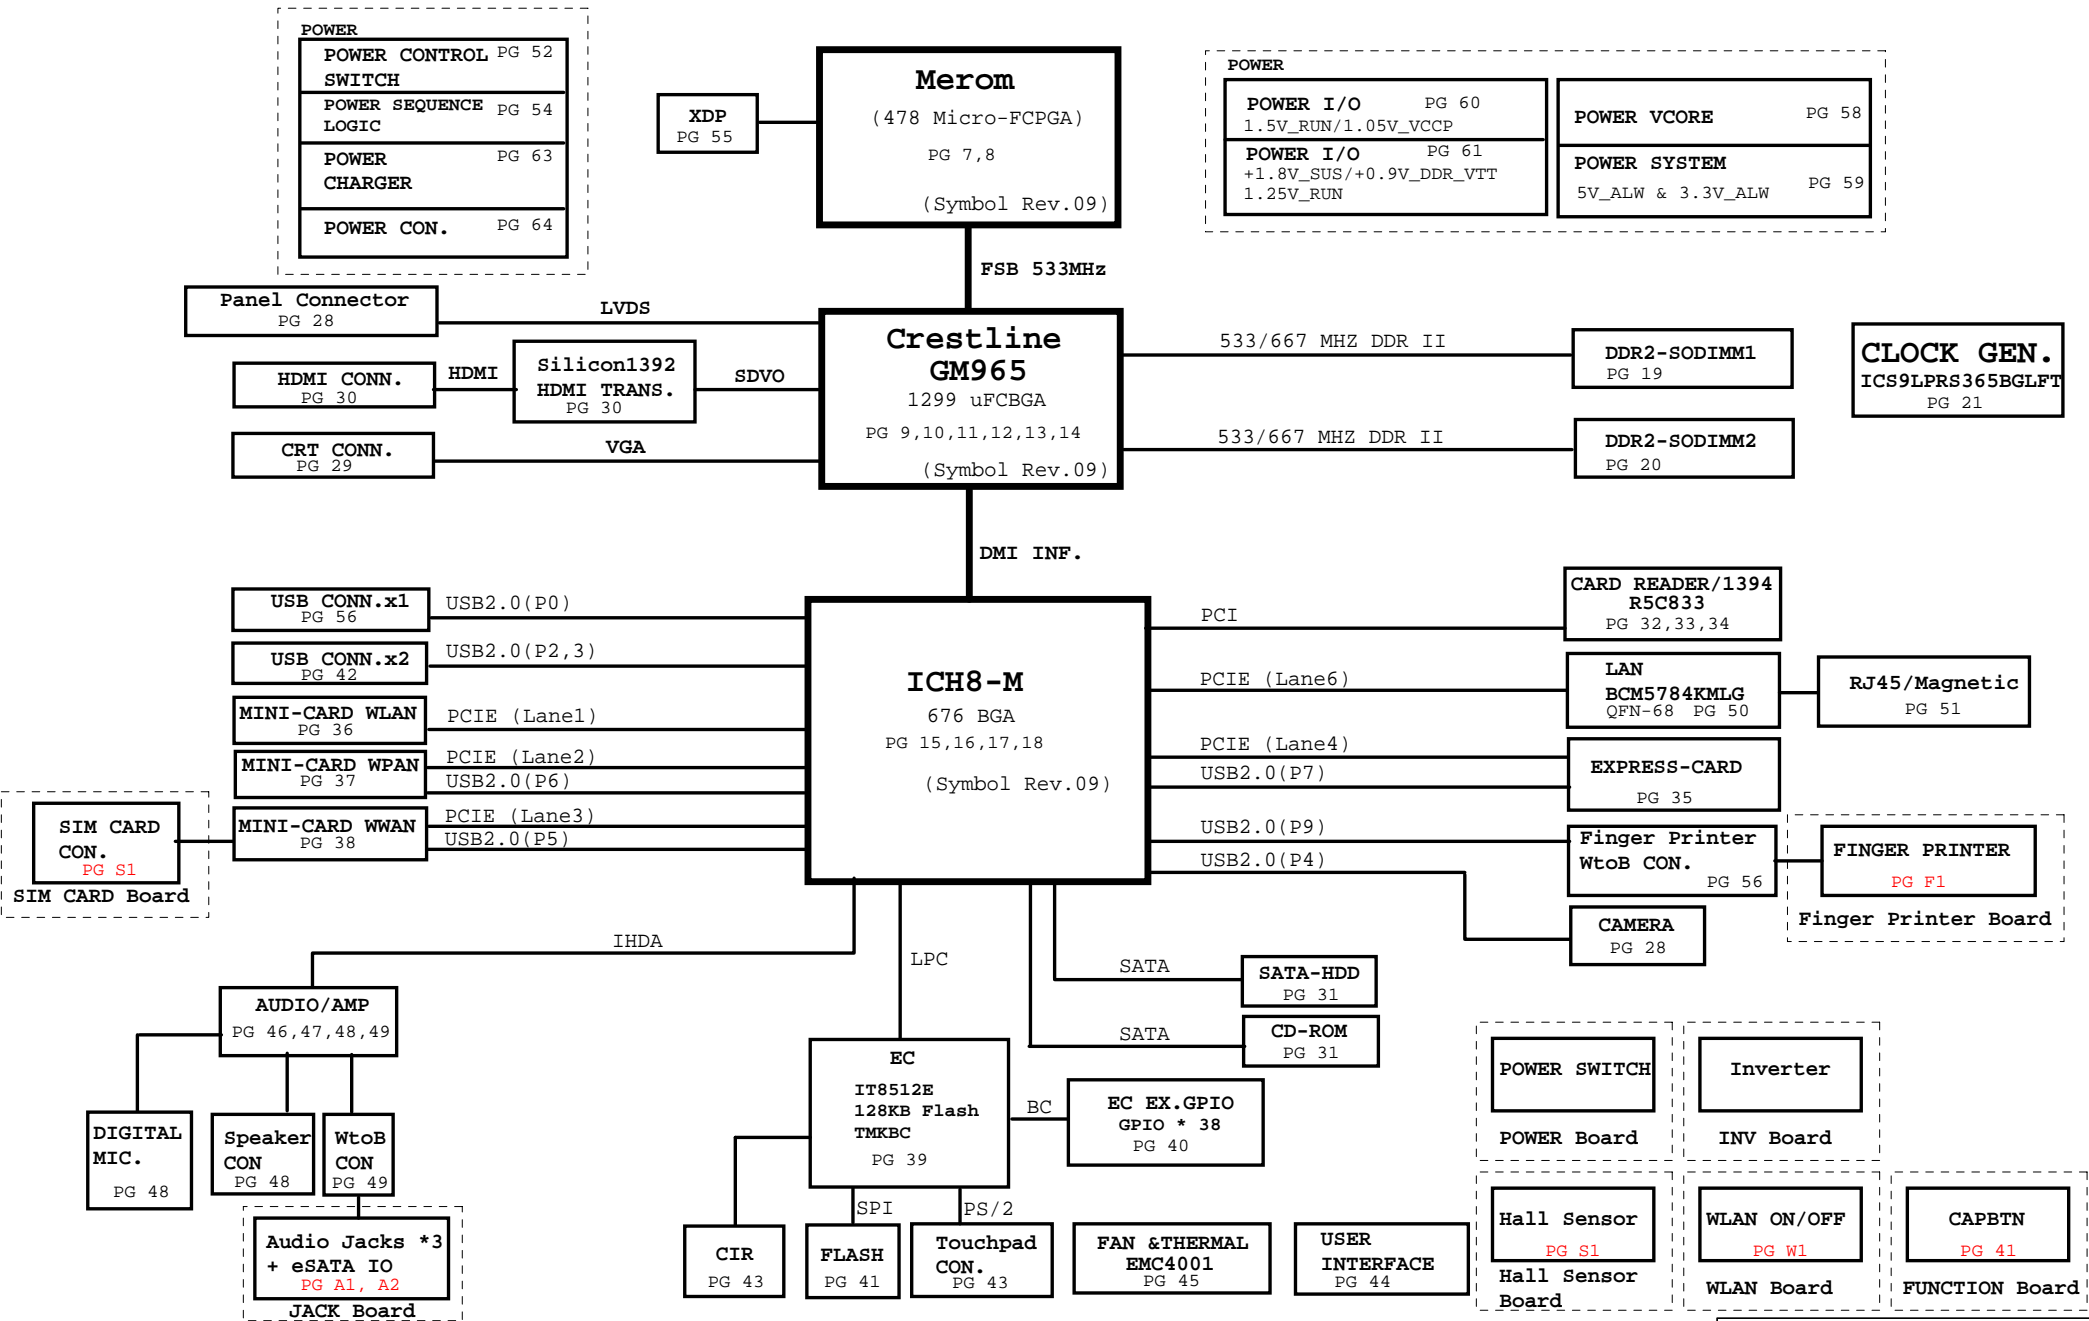 POWER
POWER CONTROL PG 52
SWITCH
POWER SEQUENCE PG 54
LOGIC
POWER PG 63
CHARGER
POWER CON. PG 64
XDP
PG 55
Merom
(478 Micro-FCPGA)
PG 7,8
(Symbol Rev.09)
POWER
POWER I/O PG 60
1.5V_RUN/1.05V_VCCP
POWER I/O PG 61
+1.8V_SUS/+0.9V_DDR_VTT
1.25V_RUN
POWER VCORE PG 58
POWER SYSTEM
5V_ALW & 3.3V_ALW PG 59
FSB 533MHz
Panel Connector
PG 28
LVDS
HDMI CONN.
PG 30
HDMI
Silicon1392
HDMI TRANS.
PG 30
SDVO
CRT CONN.
PG 29
VGA
Crestline
GM965
1299 uFCBGA
PG 9,10,11,12,13,14
(Symbol Rev.09)
533/667 MHZ DDR II
DDR2-SODIMM1
PG 19
533/667 MHZ DDR II
DDR2-SODIMM2
PG 20
CLOCK GEN.
ICS9LPRS365BGLFT
PG 21
DMI INF.
USB CONN.x1
PG 56
USB2.0(P0)
USB CONN.x2
PG 42
USB2.0(P2,3)
MINI-CARD WLAN
PG 36
PCIE (Lane1)
MINI-CARD WPAN
PG 37
PCIE (Lane2)
USB2.0(P6)
SIM CARD
CON.
PG S1
SIM CARD Board
MINI-CARD WWAN
PG 38
PCIE (Lane3)
USB2.0(P5)
ICH8-M
676 BGA
PG 15,16,17,18
(Symbol Rev.09)
PCI
CARD READER/1394
R5C833
PG 32,33,34
PCIE (Lane6)
LAN
BCM5784KMLG
QFN-68 PG 50
RJ45/Magnetic
PG 51
PCIE (Lane4)
USB2.0(P7)
EXPRESS-CARD
PG 35
USB2.0(P9)
Finger Printer
WtoB CON.
PG 56
FINGER PRINTER
PG F1
Finger Printer Board
USB2.0(P4)
CAMERA
PG 28
IHDA
LPC
SATA
SATA-HDD
PG 31
SATA
CD-ROM
PG 31
AUDIO/AMP
PG 46,47,48,49
DIGITAL
MIC.
PG 48
Speaker
CON
PG 48
WtoB
CON
PG 49
Audio Jacks *3
+ eSATA IO
PG A1, A2
JACK Board
EC
IT8512E
128KB Flash
TMKBC
PG 39
BC
EC EX.GPIO
GPIO * 38
PG 40
SPI
PS/2
CIR
PG 43
FLASH
PG 41
Touchpad
CON.
PG 43
FAN &THERMAL
EMC4001
PG 45
USER
INTERFACE
PG 44
POWER SWITCH
POWER Board
Inverter
INV Board
Hall Sensor
PG S1
Hall Sensor
Board
WLAN ON/OFF
PG W1
WLAN Board
CAPBTN
PG 41
FUNCTION Board